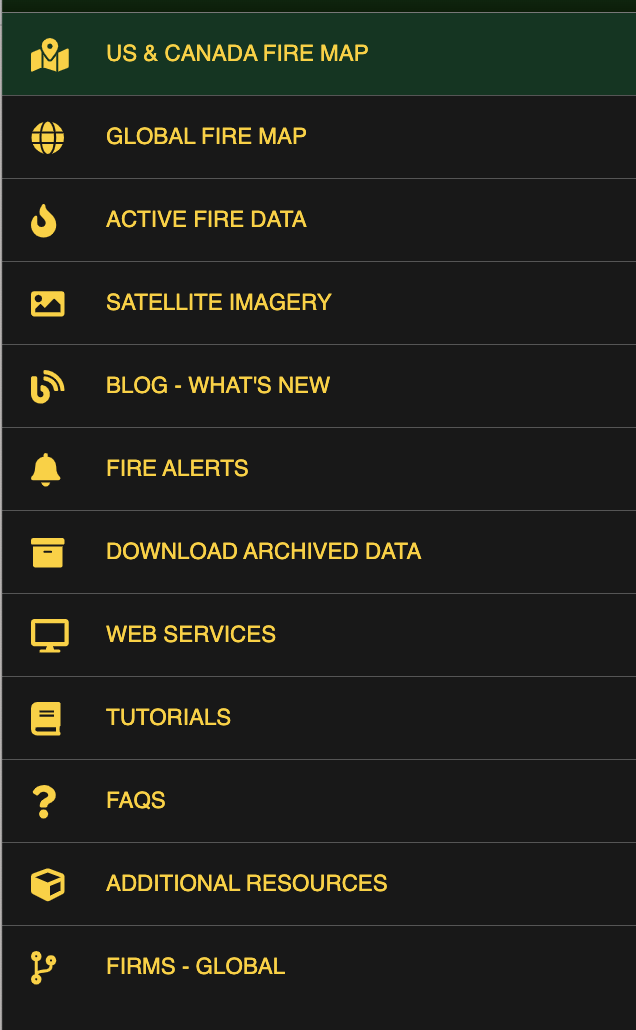 US & CANADA FIRE MAP
GLOBAL FIRE MAP
ACTIVE FIRE DATA
SATELLITE IMAGERY
BLOG - WHAT'S NEW
FIRE ALERTS
DOWNLOAD ARCHIVED DATA
WEB SERVICES
TUTORIALS
FAQS
ADDITIONAL RESOURCES
FIRMS - GLOBAL